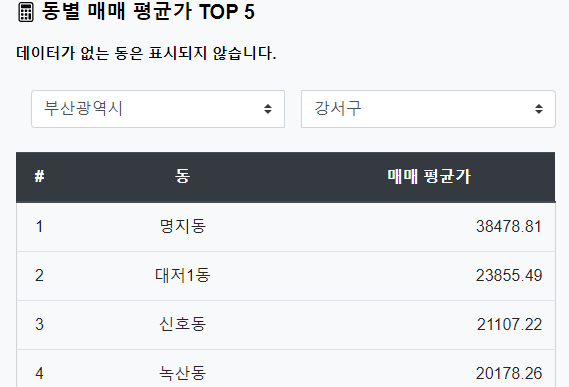 동별 매매 평균가 TOP 5
데이터가 없는 동은 표시되지 않습니다.
부산광역시 강서구
# 동 매매 평균가
1 명지동 38478.81
2 대저1동 23855.49
3 신호동 21107.22
4 녹산동 20178.26